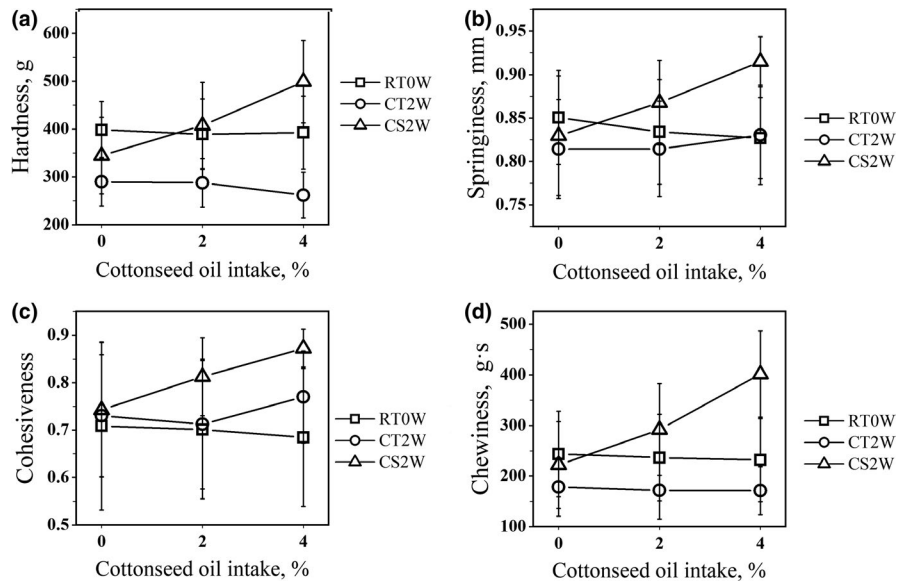 (a)
Hardness, g
600
500
400
300
200
0 2 4
Cottonseed oil intake, %
RT0W
CT2W
CS2W
(b)
Springiness, mm
0.95
0.90
0.85
0.80
0.75
0 2 4
Cottonseed oil intake, %
RT0W
CT2W
CS2W
(c)
Cohesiveness
0.9
0.8
0.7
0.6
0.5
0 2 4
Cottonseed oil intake, %
RT0W
CT2W
CS2W
(d)
Chewiness, g·s
500
400
300
200
100
0 2 4
Cottonseed oil intake, %
RT0W
CT2W
CS2W